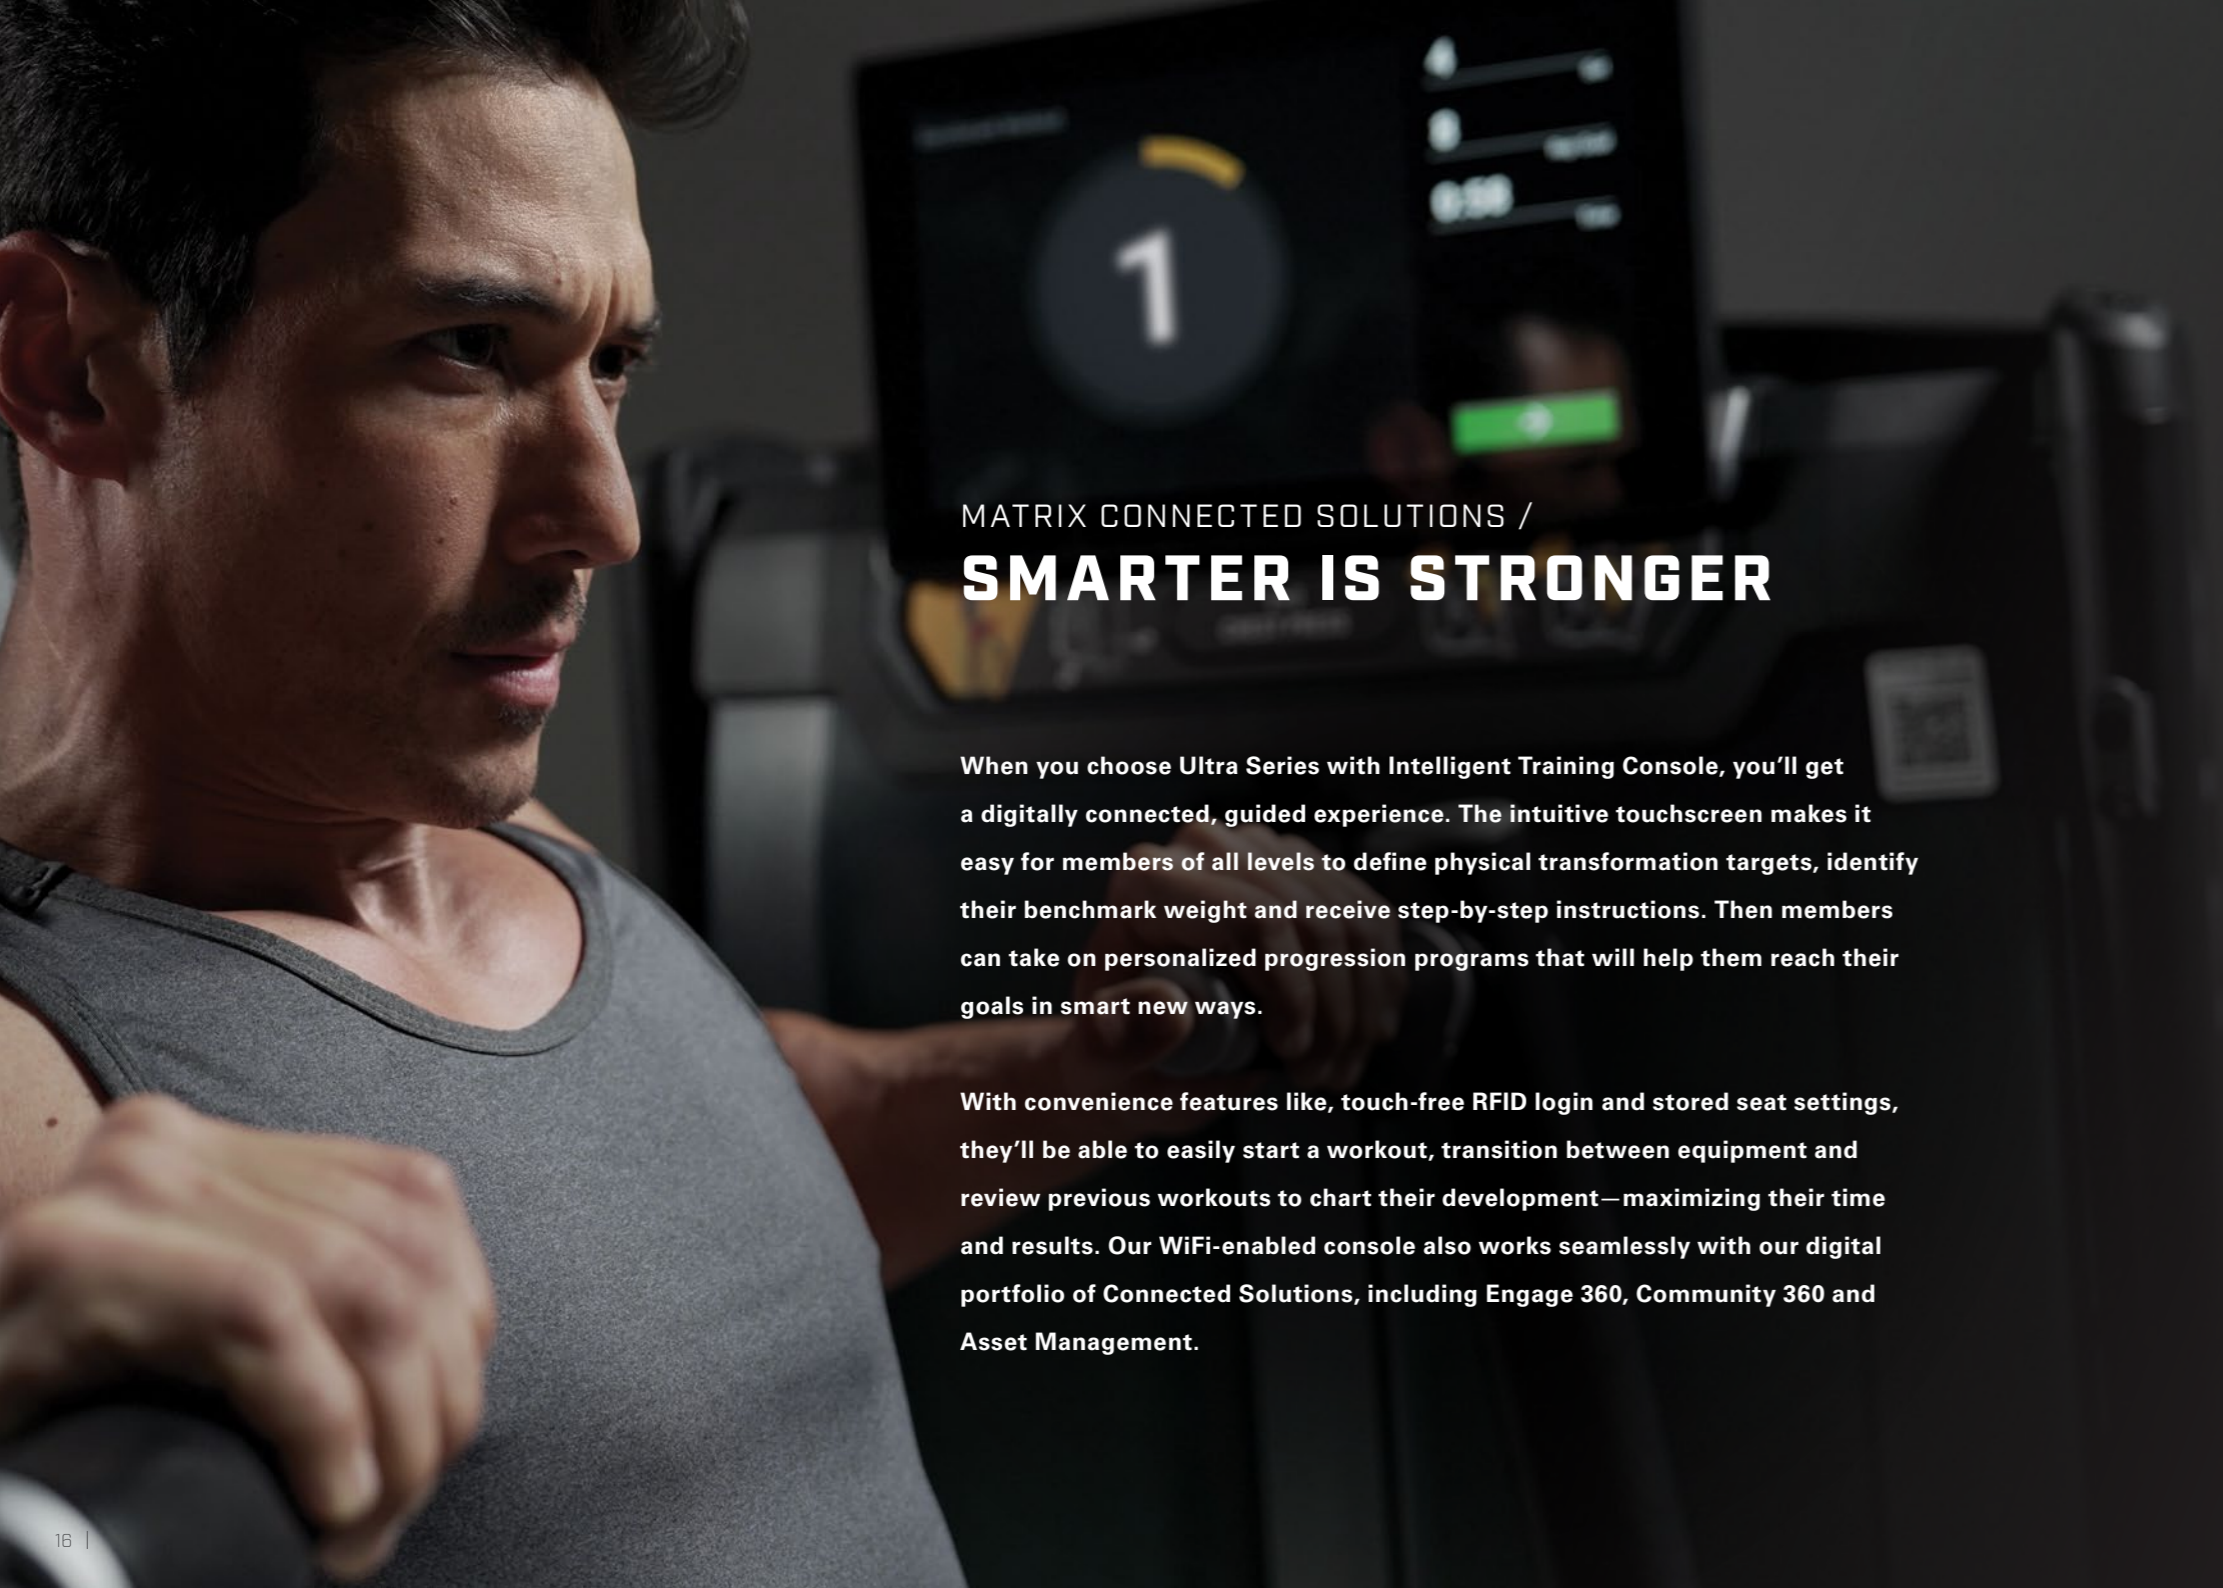 4
8
0:58
1
MATRIX CONNECTED SOLUTIONS /
SMARTER IS STRONGER
When you choose Ultra Series with Intelligent Training Console, you’ll get
a digitally connected, guided experience. The intuitive touchscreen makes it
easy for members of all levels to define physical transformation targets, identify
their benchmark weight and receive step-by-step instructions. Then members
can take on personalized progression programs that will help them reach their
goals in smart new ways.
With convenience features like, touch-free RFID login and stored seat settings,
they’ll be able to easily start a workout, transition between equipment and
review previous workouts to chart their development—maximizing their time
and results. Our WiFi-enabled console also works seamlessly with our digital
portfolio of Connected Solutions, including Engage 360, Community 360 and
Asset Management.
16 |